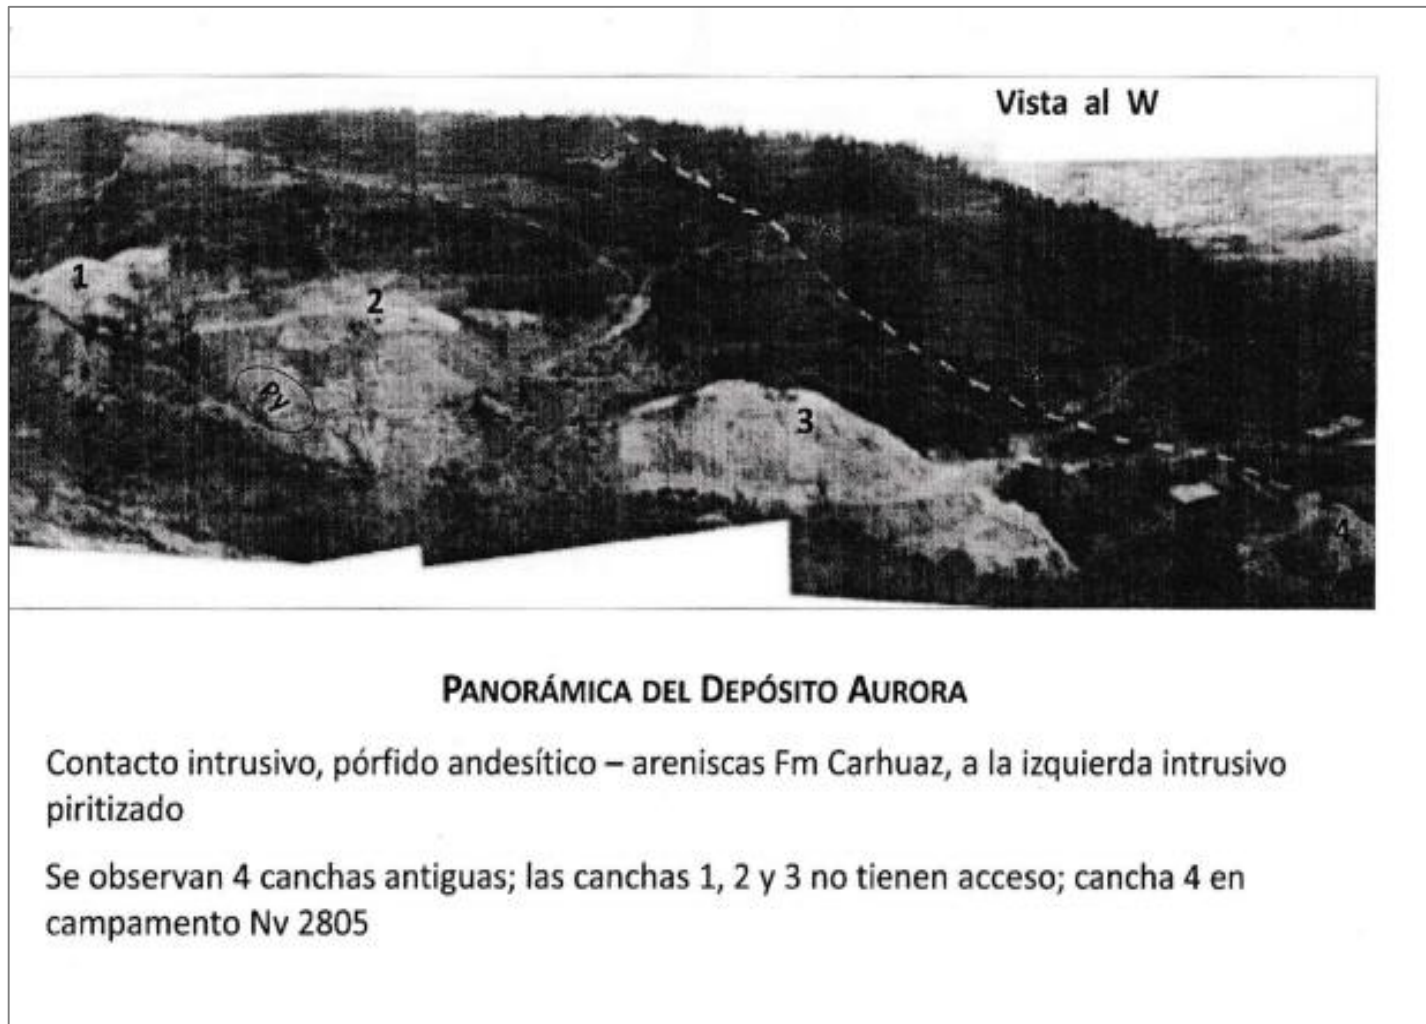 Vista al W
1
2
Py
3
4
PANORÁMICA DEL DEPÓSITO AURORA
Contacto intrusivo, pórfido andesítico – areniscas Fm Carhuaz, a la izquierda intrusivo
piritizado
Se observan 4 canchas antiguas; las canchas 1, 2 y 3 no tienen acceso; cancha 4 en
campamento Nv 2805